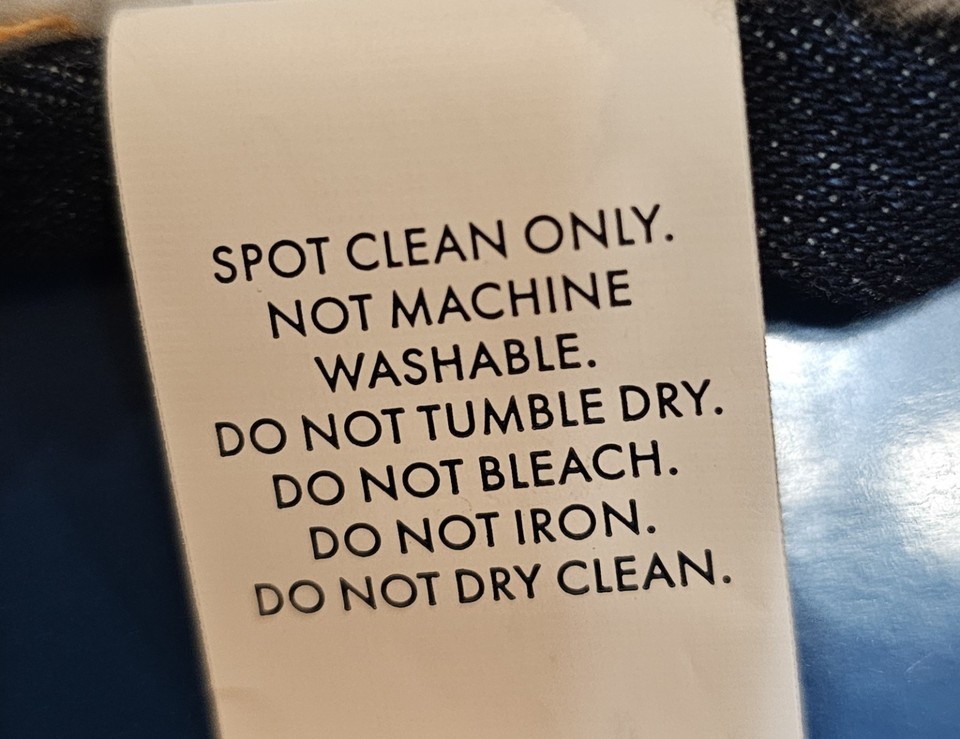 SPOT CLEAN ONLY.
NOT MACHINE
WASHABLE.
DO NOT TUMBLE DRY.
DO NOT BLEACH.
DO NOT IRON.
DO NOT DRY CLEAN.